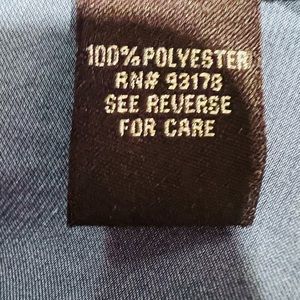 100% POLYESTER
RN# 93178
SEE REVERSE
FOR CARE